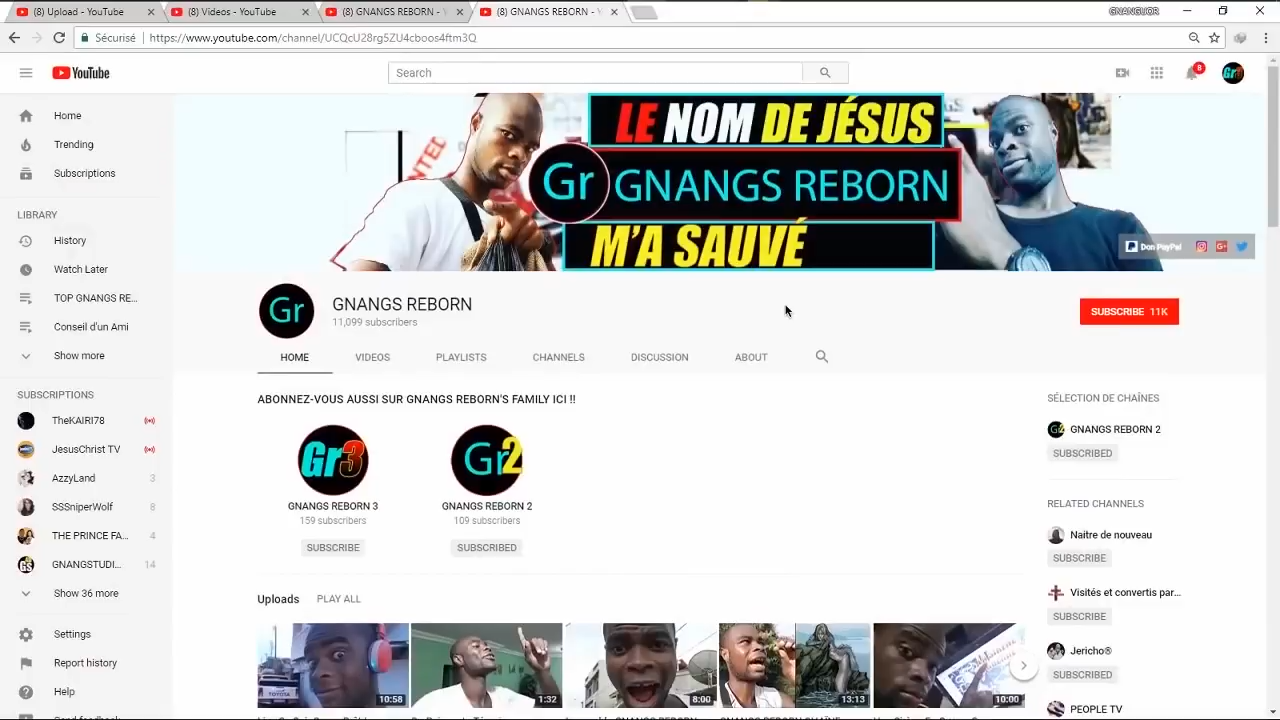 (8) Upload - YouTube
(8) Videos - YouTube
(8) GNANGS REBORN -
(8) GNANGS REBORN -
GNANGUOR
Sécurisé
https://www.youtube.com/channel/UCQcU28rg5ZU4cboos4ftm3Q
YouTube
Search
8
Home
Trending
Subscriptions
LIBRARY
History
Watch Later
TOP GNANGS RE...
Conseil d'un Ami
Show more
SUBSCRIPTIONS
TheKAIRI78
JesusChrist TV
AzzyLand 3
SSSniperWolf 8
THE PRINCE FA... 4
GNANGSTUDI... 14
Show 36 more
Settings
Report history
Help
Send feedback
LE NOM DE JÉSUS
Gr GNANGS REBORN
M'A SAUVÉ
Don PayPal
Gr
GNANGS REBORN
11,099 subscribers
SUBSCRIBE 11K
HOME
VIDEOS
PLAYLISTS
CHANNELS
DISCUSSION
ABOUT
ABONNEZ-VOUS AUSSI SUR GNANGS REBORN'S FAMILY ICI !!
Gr3
Gr2
GNANGS REBORN 3
GNANGS REBORN 2
159 subscribers
109 subscribers
SUBSCRIBE
SUBSCRIBED
Uploads
PLAY ALL
10:58
1:32
8:00
13:13
10:00
SÉLECTION DE CHAÎNES
GNANGS REBORN 2
SUBSCRIBED
RELATED CHANNELS
Naitre de nouveau
SUBSCRIBE
Visités et convertis par...
SUBSCRIBE
Jericho®
SUBSCRIBED
PEOPLE TV